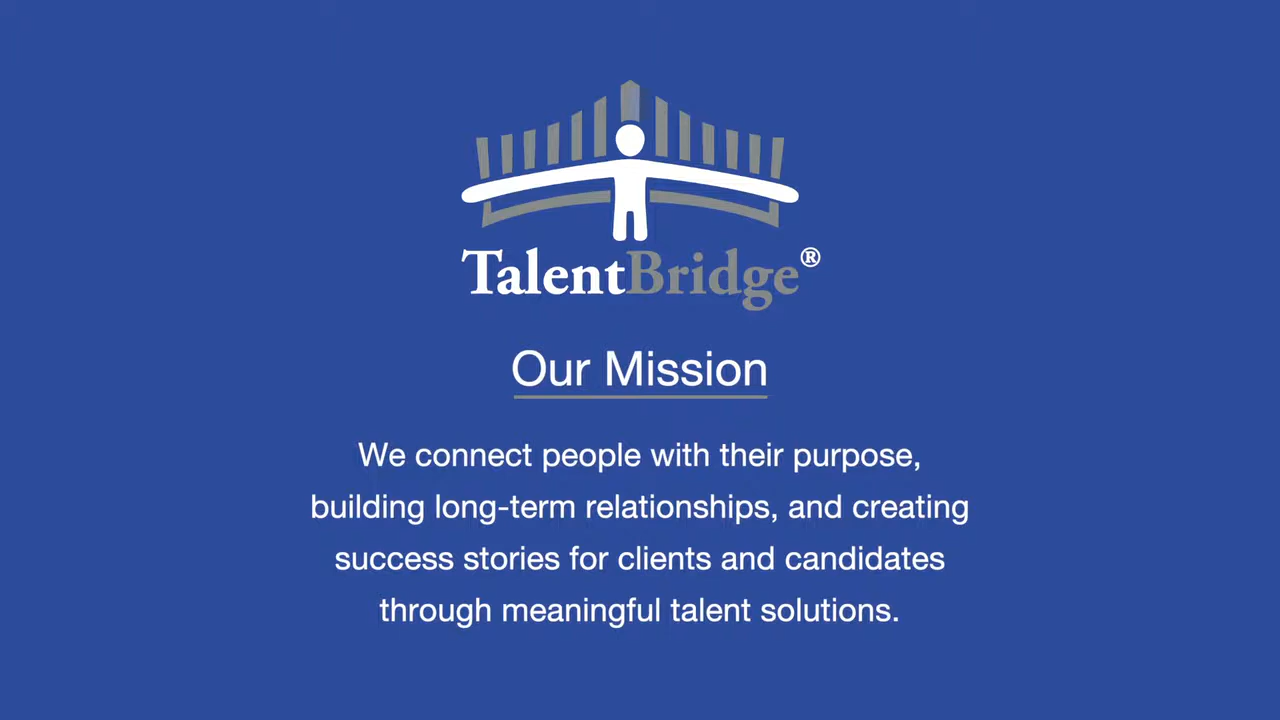 TalentBridge®
Our Mission
We connect people with their purpose,
building long-term relationships, and creating
success stories for clients and candidates
through meaningful talent solutions.